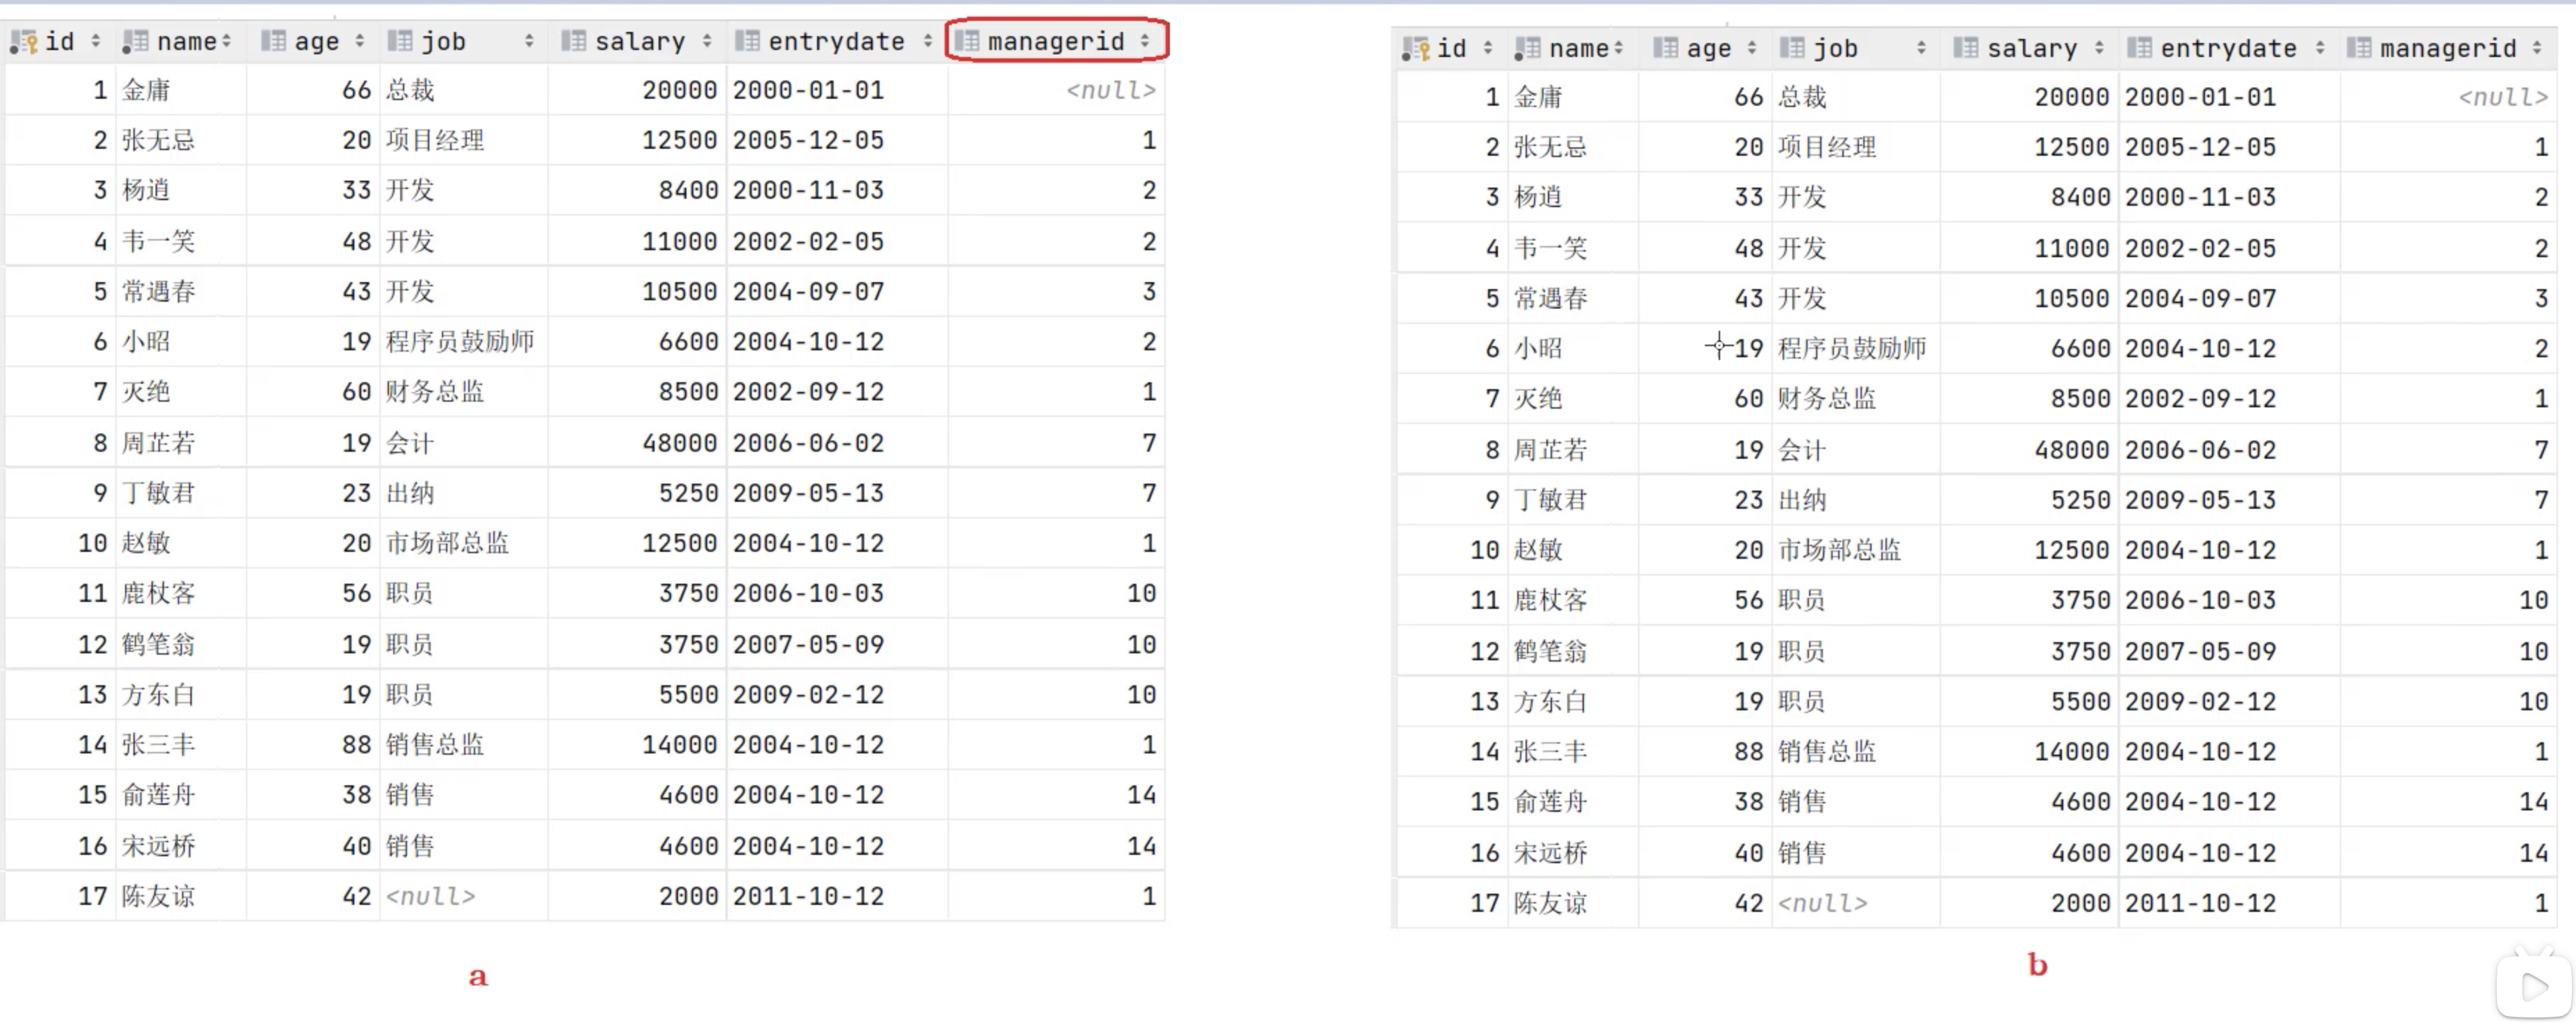 id name age job salary entrydate managerid
1 金庸 66 总裁 20000 2000-01-01 <null>
2 张无忌 20 项目经理 12500 2005-12-05 1
3 杨逍 33 开发 8400 2000-11-03 2
4 韦一笑 48 开发 11000 2002-02-05 2
5 常遇春 43 开发 10500 2004-09-07 3
6 小昭 19 程序员鼓励师 6600 2004-10-12 2
7 灭绝 60 财务总监 8500 2002-09-12 1
8 周芷若 19 会计 48000 2006-06-02 7
9 丁敏君 23 出纳 5250 2009-05-13 7
10 赵敏 20 市场部总监 12500 2004-10-12 1
11 鹿杖客 56 职员 3750 2006-10-03 10
12 鹤笔翁 19 职员 3750 2007-05-09 10
13 方东白 19 职员 5500 2009-02-12 10
14 张三丰 88 销售总监 14000 2004-10-12 1
15 俞莲舟 38 销售 4600 2004-10-12 14
16 宋远桥 40 销售 4600 2004-10-12 14
17 陈友谅 42 <null> 2000 2011-10-12 1
a
id name age job salary entrydate managerid
1 金庸 66 总裁 20000 2000-01-01 <null>
2 张无忌 20 项目经理 12500 2005-12-05 1
3 杨逍 33 开发 8400 2000-11-03 2
4 韦一笑 48 开发 11000 2002-02-05 2
5 常遇春 43 开发 10500 2004-09-07 3
6 小昭 19 程序员鼓励师 6600 2004-10-12 2
7 灭绝 60 财务总监 8500 2002-09-12 1
8 周芷若 19 会计 48000 2006-06-02 7
9 丁敏君 23 出纳 5250 2009-05-13 7
10 赵敏 20 市场部总监 12500 2004-10-12 1
11 鹿杖客 56 职员 3750 2006-10-03 10
12 鹤笔翁 19 职员 3750 2007-05-09 10
13 方东白 19 职员 5500 2009-02-12 10
14 张三丰 88 销售总监 14000 2004-10-12 1
15 俞莲舟 38 销售 4600 2004-10-12 14
16 宋远桥 40 销售 4600 2004-10-12 14
17 陈友谅 42 <null> 2000 2011-10-12 1
b